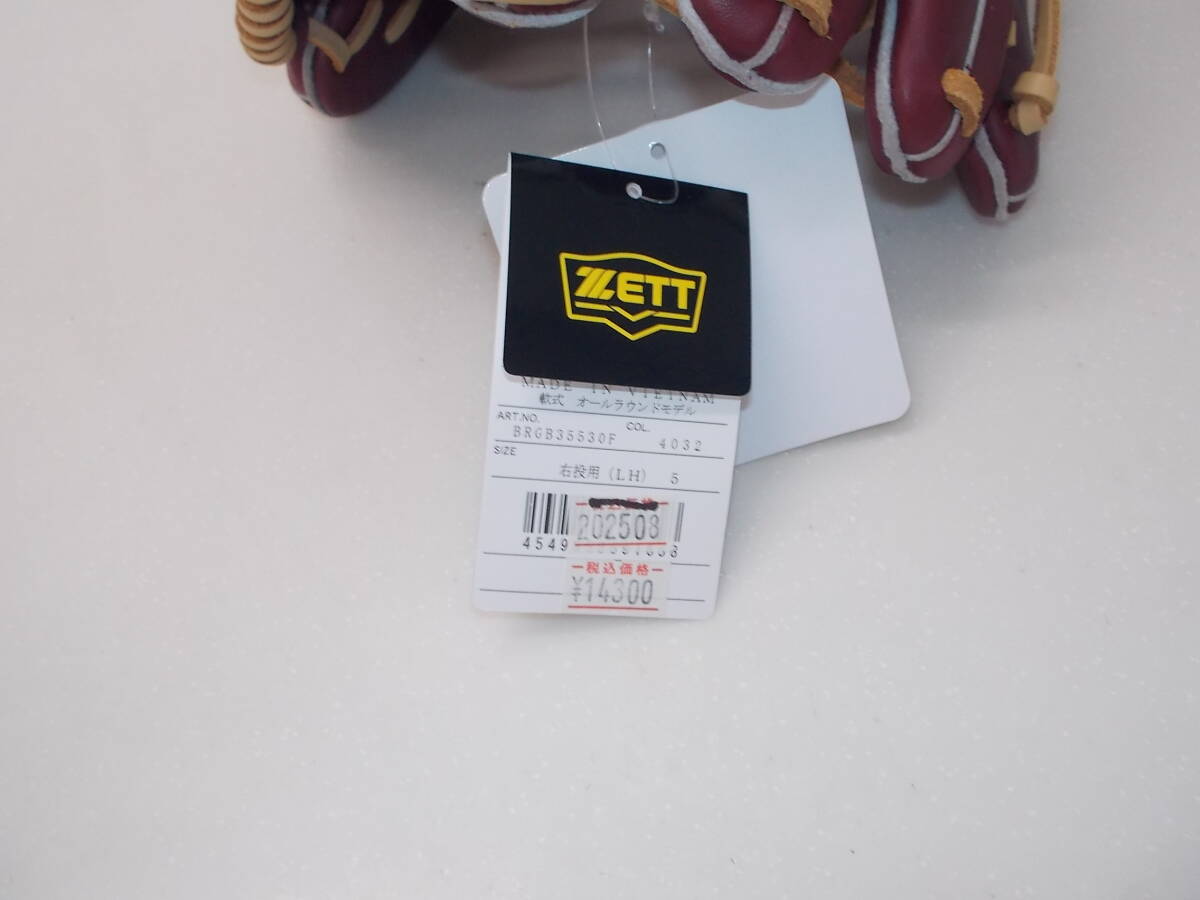 ZETT
MADE IN VIETNAM
軟式 オールラウンドモデル
ART.NO. COL.
BRGB35530F 4032
SIZE
右投用(LH) 5
202508
4549
税込価格
¥14300